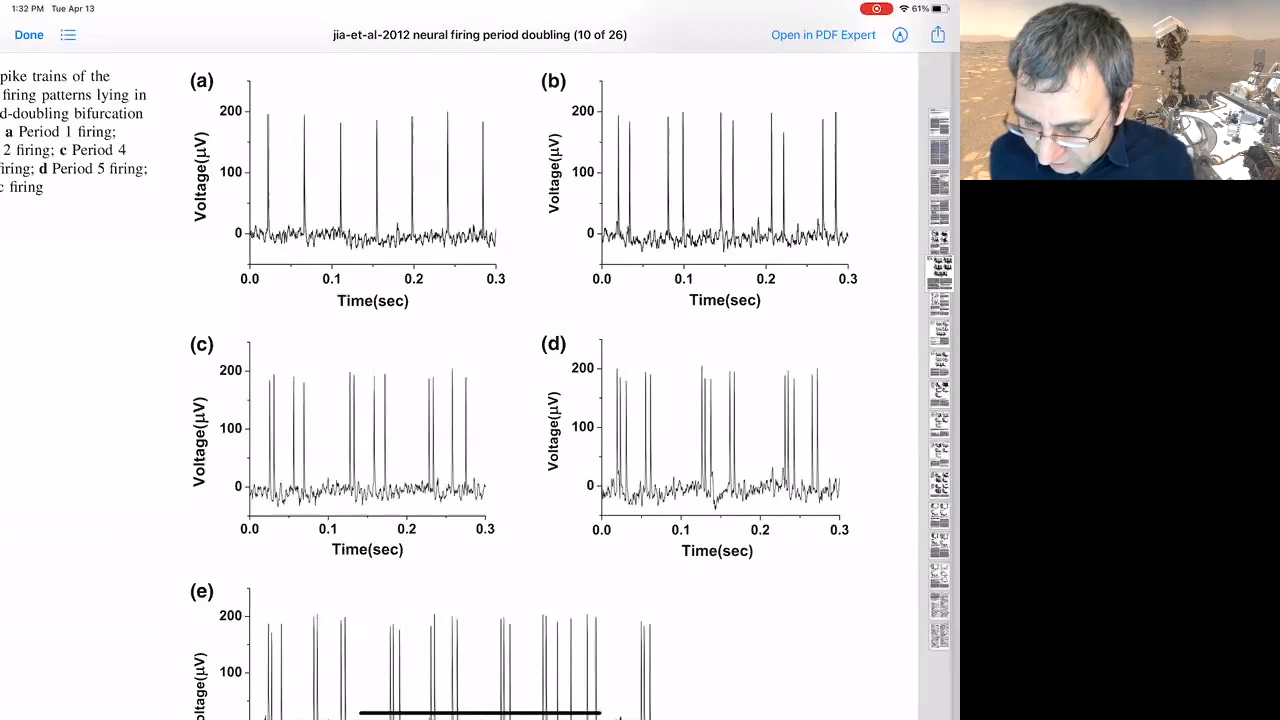 1:32 PM Tue Apr 13
61%
Done
jia-et-al-2012 neural firing period doubling (10 of 26)
Open in PDF Expert
pike trains of the
firing patterns lying in
d-doubling bifurcation
a Period 1 firing;
2 firing; c Period 4
firing; d Period 5 firing;
c firing
(a)
200
100
0
Voltage(μV)
0.0 0.1 0.2 0.3
Time(sec)
(b)
200
100
0
Voltage(μV)
0.0 0.1 0.2 0.3
Time(sec)
(c)
200
100
0
Voltage(μV)
0.0 0.1 0.2 0.3
Time(sec)
(d)
200
100
0
Voltage(μV)
0.0 0.1 0.2 0.3
Time(sec)
(e)
200
100
ltage(μV)